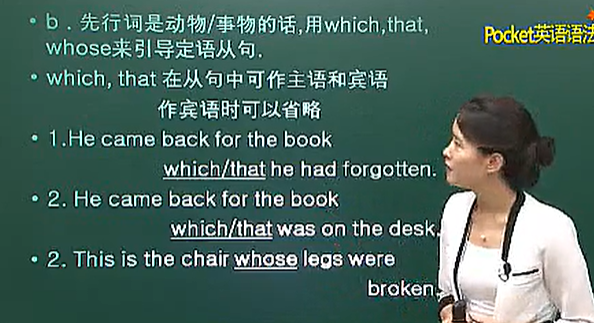 Pocket英语语法
• b．先行词是动物/事物的话,用which,that,
whose来引导定语从句.
• which, that 在从句中可作主语和宾语
作宾语时可以省略
• 1.He came back for the book
which/that he had forgotten.
• 2. He came back for the book
which/that was on the desk.
• 2. This is the chair whose legs were
broken.